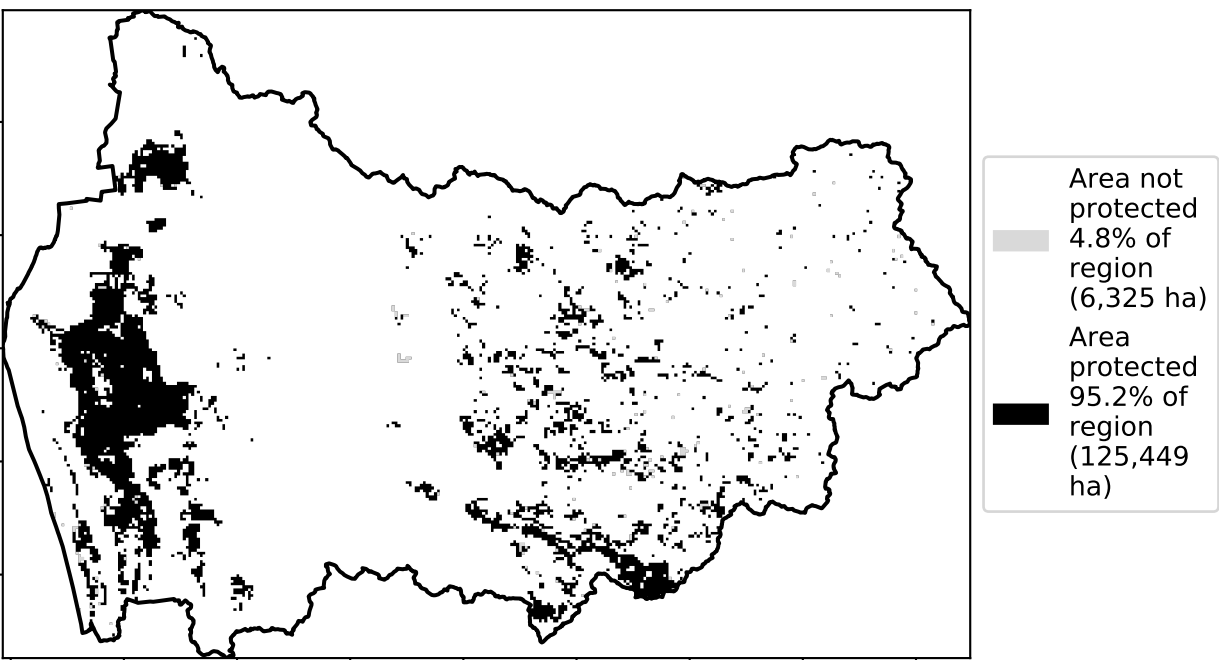 Area not
protected
4.8% of
region
(6,325 ha)
Area
protected
95.2% of
region
(125,449
ha)